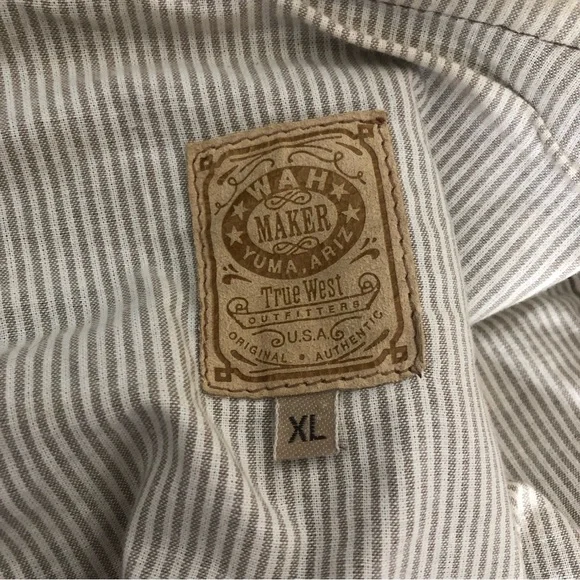 WAH
MAKER
YUMA, ARIZ
True West
OUTFITTERS
U.S.A.
ORIGINAL • AUTHENTIC
XL